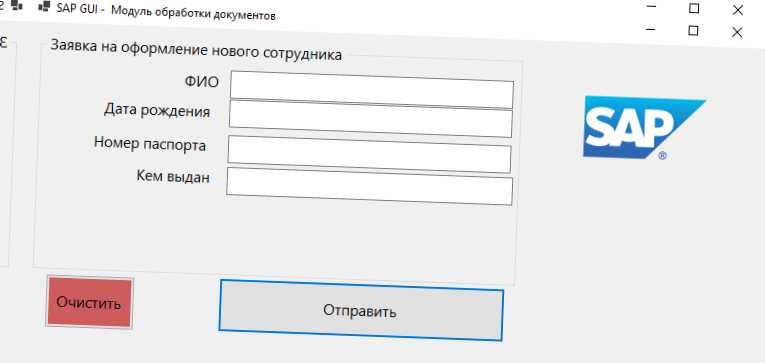 SAP GUI - Модуль обработки документов
Заявка на оформление нового сотрудника
ФИО
Дата рождения
Номер паспорта
Кем выдан
SAP®
Очистить
Отправить